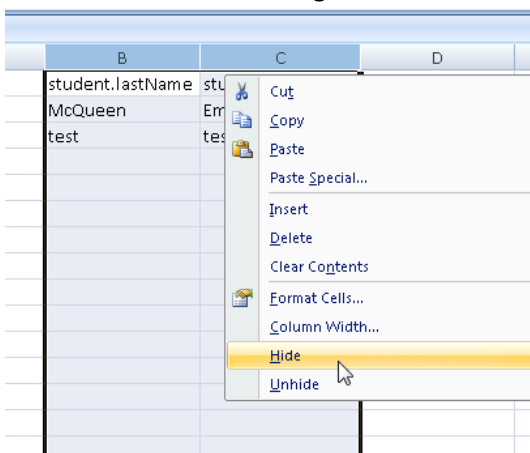 B C D
student.lastName stu
McQueen Em
test tes
Cut
Copy
Paste
Paste Special...
Insert
Delete
Clear Contents
Format Cells...
Column Width...
Hide
Unhide